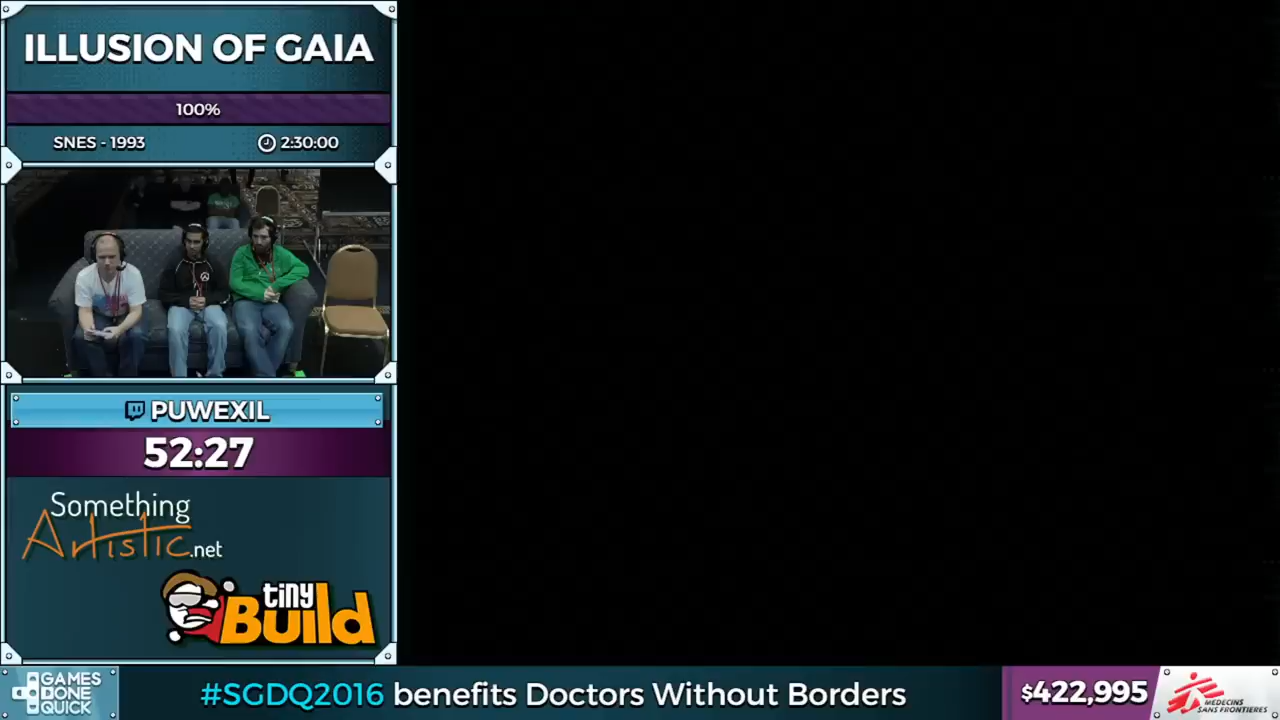 ILLUSION OF GAIA
100%
SNES - 1993
2:30:00
PUWEXIL
52:27
Something
Artistic.net
tiny
Build
GAMES
DONE
QUICK
#SGDQ2016 benefits Doctors Without Borders
$422,995
MEDECINS
SANS FRONTIERES